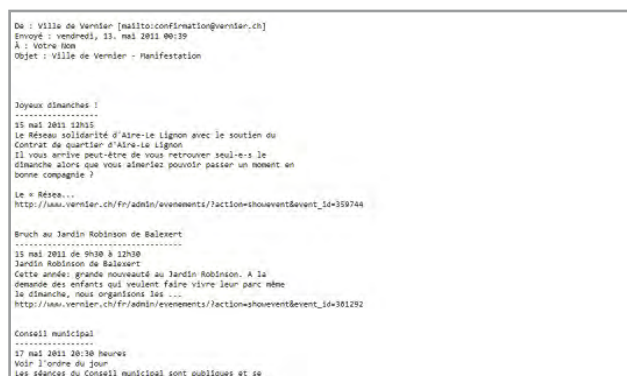 De : Ville de Vernier [mailto:confirmation@vernier.ch]
Envoyé : vendredi, 13. mai 2011 00:39
À : Votre Nom
Objet : Ville de Vernier - Manifestation
Joyeux dimanches !
------------------
15 mai 2011 12h15
Le Réseau solidarité d'Aïre-Le Lignon avec le soutien du
Contrat de quartier d'Aïre-Le Lignon
Il vous arrive peut-être de vous retrouver seul-e-s le
dimanche alors que vous aimeriez pouvoir passer un moment en
bonne compagnie ?
Le « Résea...
http://www.vernier.ch/fr/admin/evenements/?action=showevent&event_id=359744
Bruch au Jardin Robinson de Balexert
------------------------------------
15 mai 2011 de 9h30 à 12h30
Jardin Robinson de Balexert
Cette année: grande nouveauté au Jardin Robinson. A la
demande des enfants qui veulent faire vivre leur parc même
le dimanche, nous organisons les ...
http://www.vernier.ch/fr/admin/evenements/?action=showevent&event_id=381292
Conseil municipal
-----------------
17 mai 2011 20:30 heures
Voir l'ordre du jour
Les séances du Conseil municipal sont publiques et se